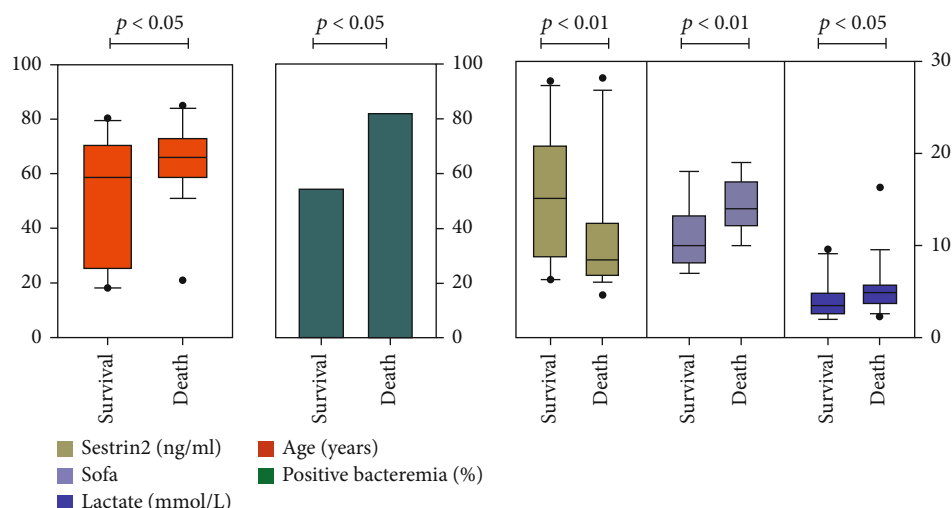 p < 0.05
p < 0.05
p < 0.01
p < 0.01
p < 0.05
100
80
60
40
20
0
100
80
60
40
20
0
30
20
10
0
Survival
Death
Survival
Death
Survival
Death
Survival
Death
Survival
Death
Sestrin2 (ng/ml)
Sofa
Lactate (mmol/L)
Age (years)
Positive bacteremia (%)